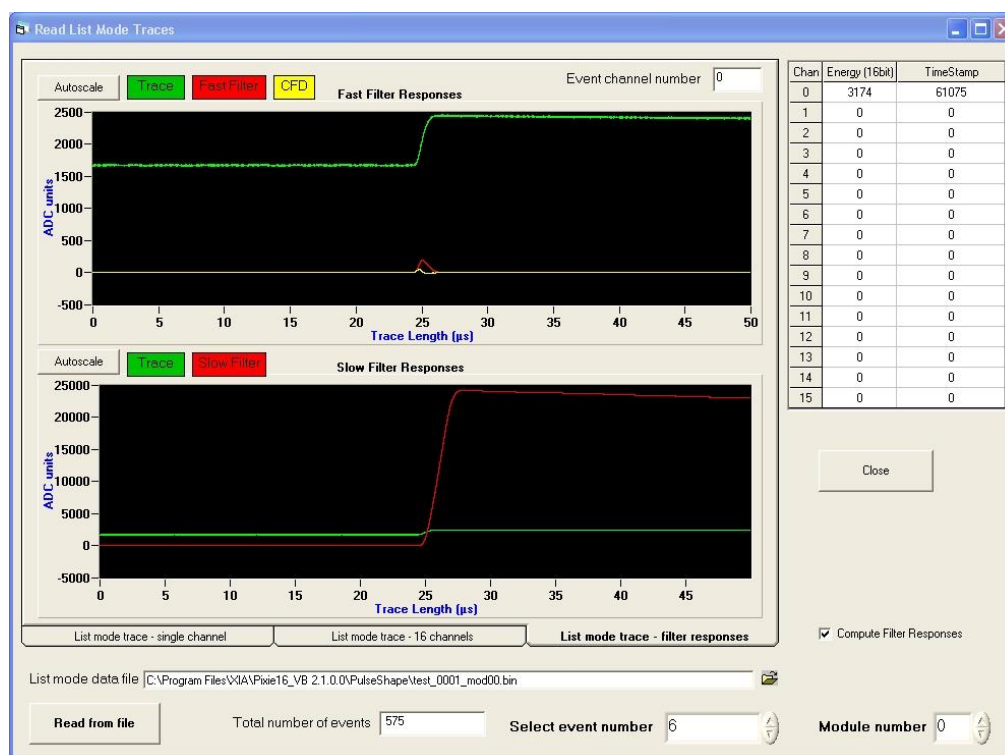 Read List Mode Traces
Autoscale Trace Fast Filter CFD Fast Filter Responses Event channel number 0
2500
2000
1500
1000
500
0
-500
ADC units
0 5 10 15 20 25 30 35 40 45 50
Trace Length (µs)
Autoscale Trace Slow Filter Slow Filter Responses
25000
20000
15000
10000
5000
0
-5000
ADC units
0 5 10 15 20 25 30 35 40 45
Trace Length (µs)
List mode trace - single channel List mode trace - 16 channels List mode trace - filter responses
Chan Energy (16bit) TimeStamp
0 3174 61075
1 0 0
2 0 0
3 0 0
4 0 0
5 0 0
6 0 0
7 0 0
8 0 0
9 0 0
10 0 0
11 0 0
12 0 0
13 0 0
14 0 0
15 0 0
Close
Compute Filter Responses
List mode data file C:\Program Files\XIA\Pixie16_VB 2.1.0.0\PulseShape\test_0001_mod00.bin
Read from file Total number of events 575 Select event number 6 Module number 0